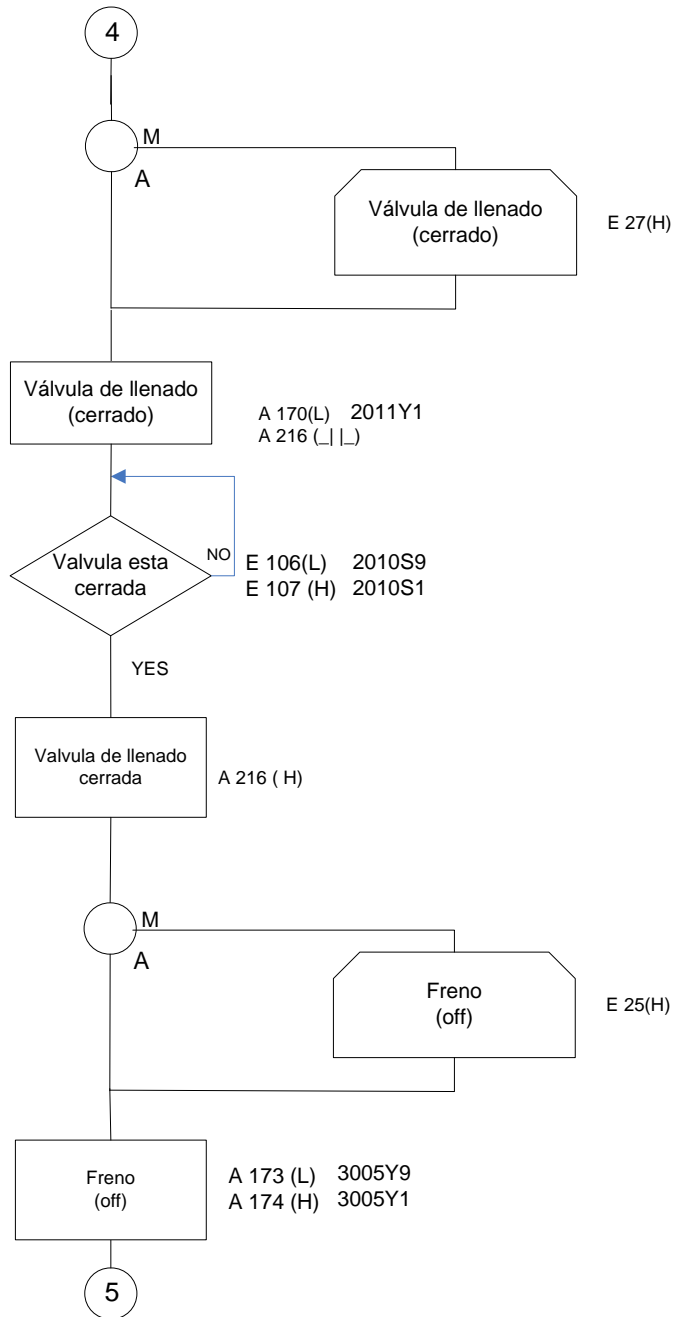 4
M
A
Válvula de llenado
(cerrado)
E 27(H)
Válvula de llenado
(cerrado)
A 170(L) 2011Y1
A 216 (_| |_)
Valvula esta
cerrada
NO
E 106(L) 2010S9
E 107 (H) 2010S1
YES
Valvula de llenado
cerrada
A 216 ( H)
M
A
Freno
(off)
E 25(H)
Freno
(off)
A 173 (L) 3005Y9
A 174 (H) 3005Y1
5